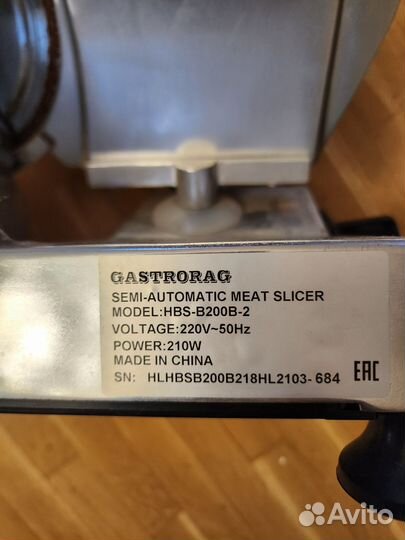 GASTRORAG
SEMI-AUTOMATIC MEAT SLICER
MODEL:HBS-B200B-2
VOLTAGE:220V~50Hz
POWER:210W
MADE IN CHINA
SN: HLHBSB200B218HL2103-684
EAC
Avito